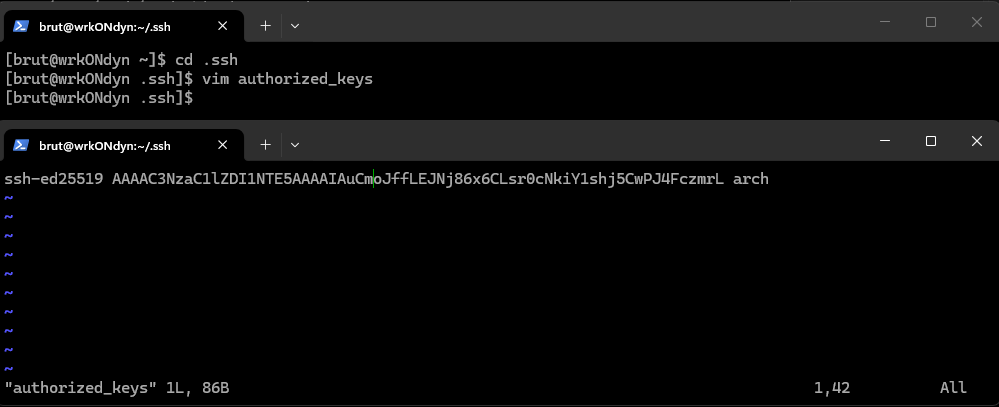 brut@wrkONdyn:~/.ssh
[brut@wrkONdyn ~]$ cd .ssh
[brut@wrkONdyn .ssh]$ vim authorized_keys
[brut@wrkONdyn .ssh]$
brut@wrkONdyn:~/.ssh
ssh-ed25519 AAAAC3NzaC1lZDI1NTE5AAAAIAuCmoJffLEJNj86x6CLsr0cNkiY1shj5CwPJ4FczmrL arch
~
~
~
~
~
~
~
~
~
~
"authorized_keys" 1L, 86B 1,42 All